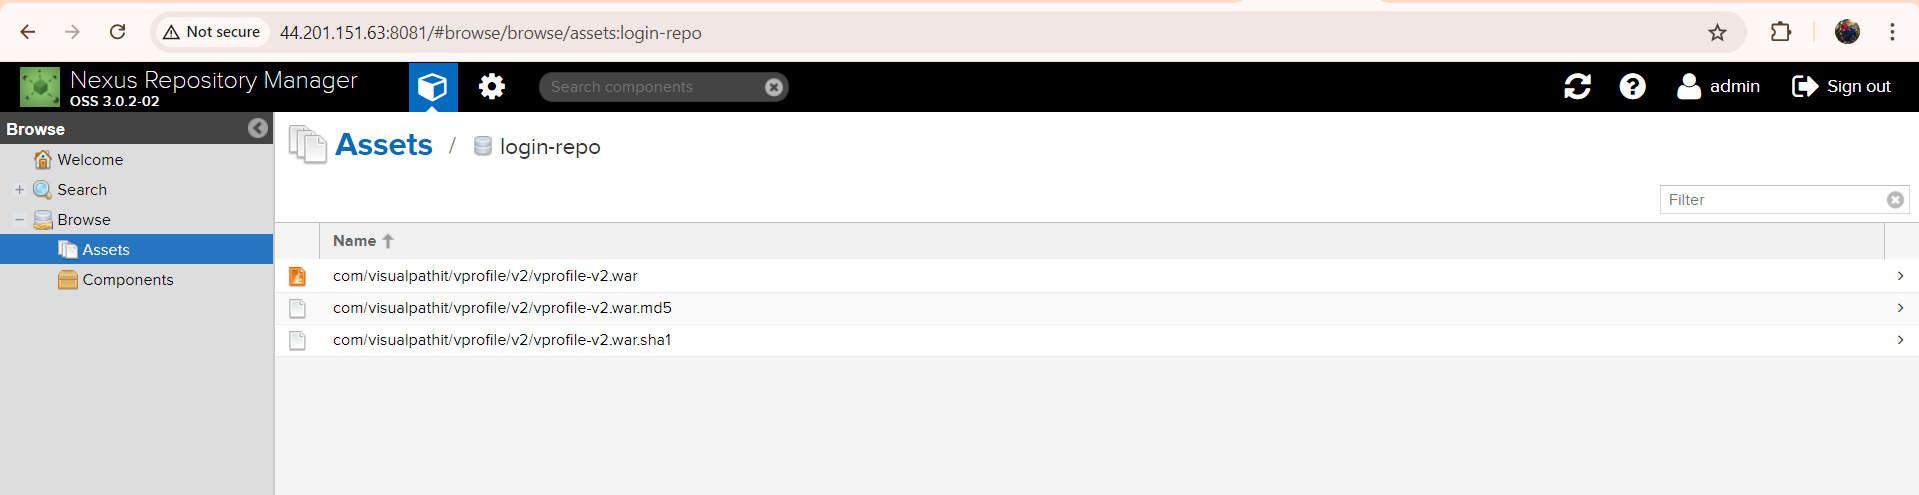 Not secure 44.201.151.63:8081/#browse/browse/assets:login-repo
Nexus Repository Manager
OSS 3.0.2-02
Search components
admin
Sign out
Browse
Welcome
Search
Browse
Assets
Components
Assets / login-repo
Filter
Name
com/visualpathit/vprofile/v2/vprofile-v2.war
com/visualpathit/vprofile/v2/vprofile-v2.war.md5
com/visualpathit/vprofile/v2/vprofile-v2.war.sha1